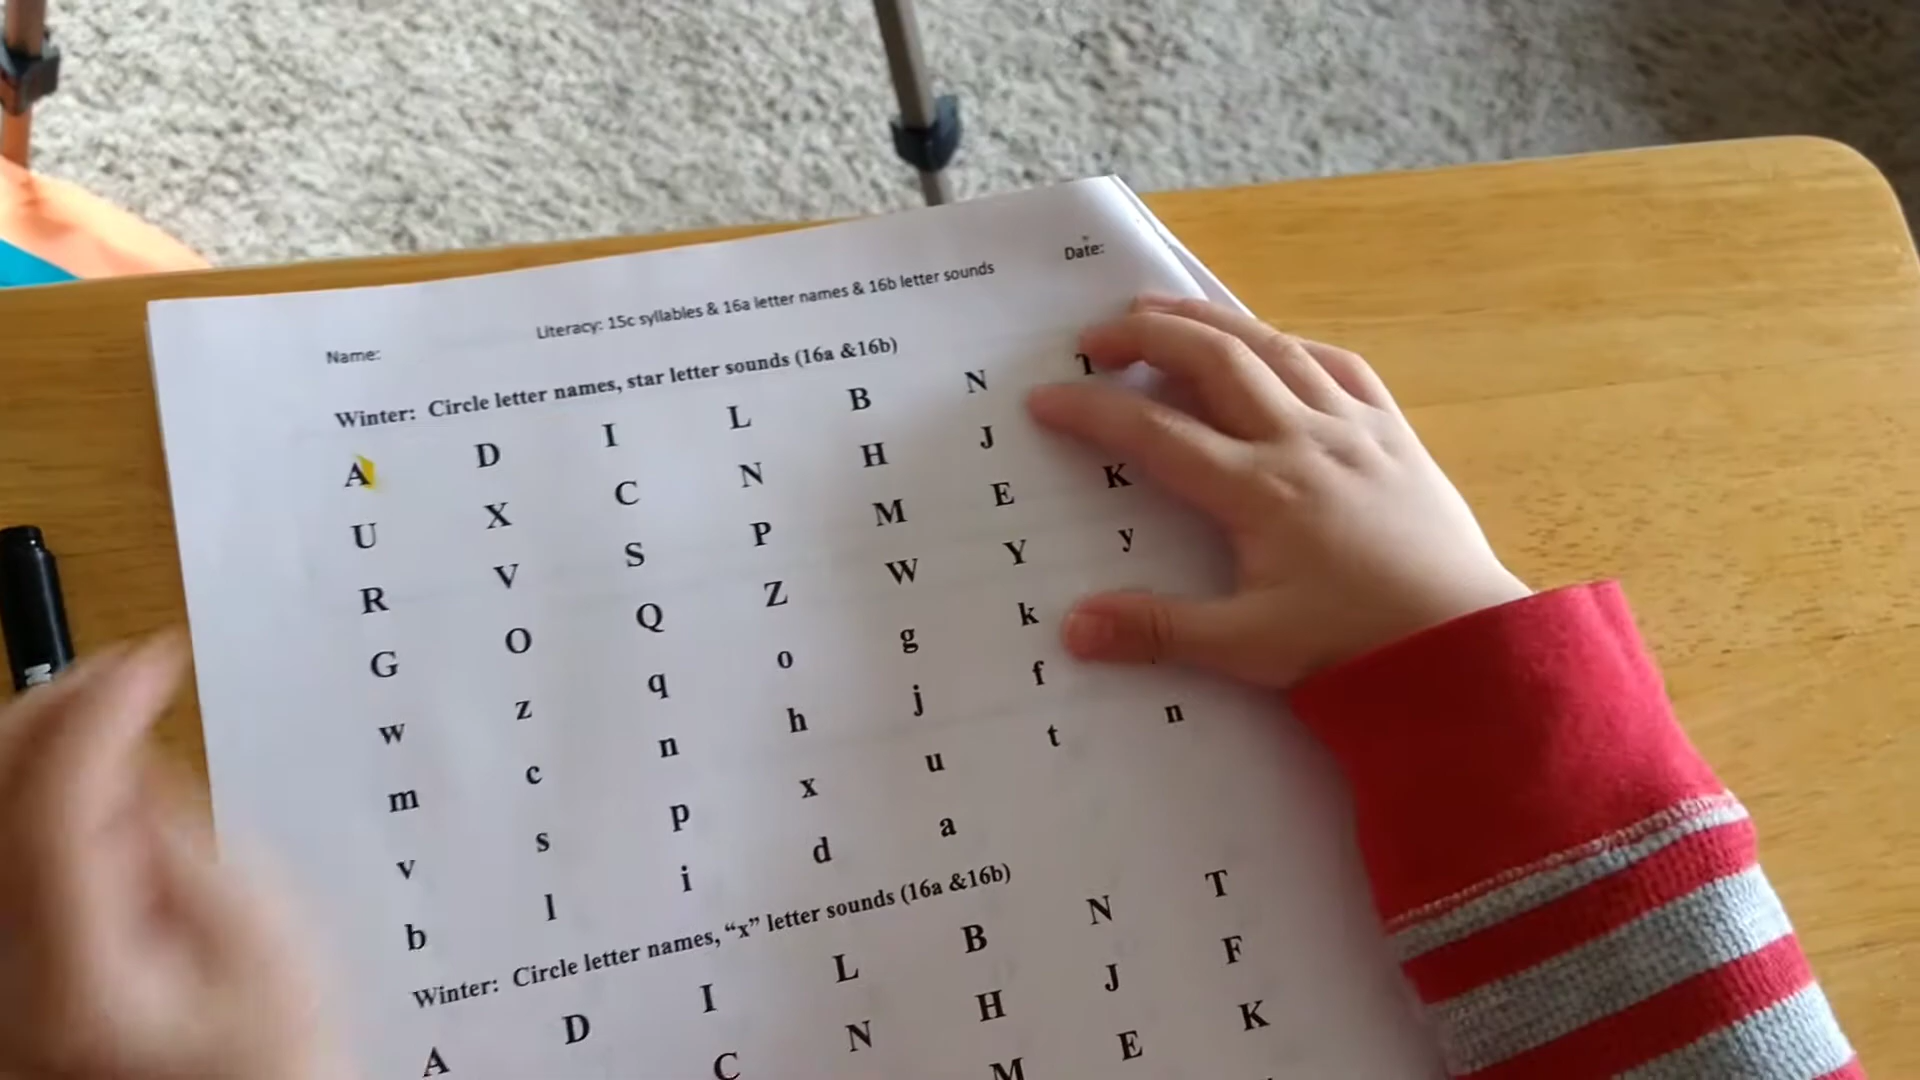 Date:
Literacy: 15c syllables & 16a letter names & 16b letter sounds
Name:
Winter: Circle letter names, star letter sounds (16a &16b)
A D I L B N T
U X C N H J
R V S P M E K
G O Q Z W Y y
w z q o g k
m c n h j f
v s p x u t n
b l i d a
Winter: Circle letter names, “x” letter sounds (16a &16b)
A D I L B N T
C N H J F
M E K